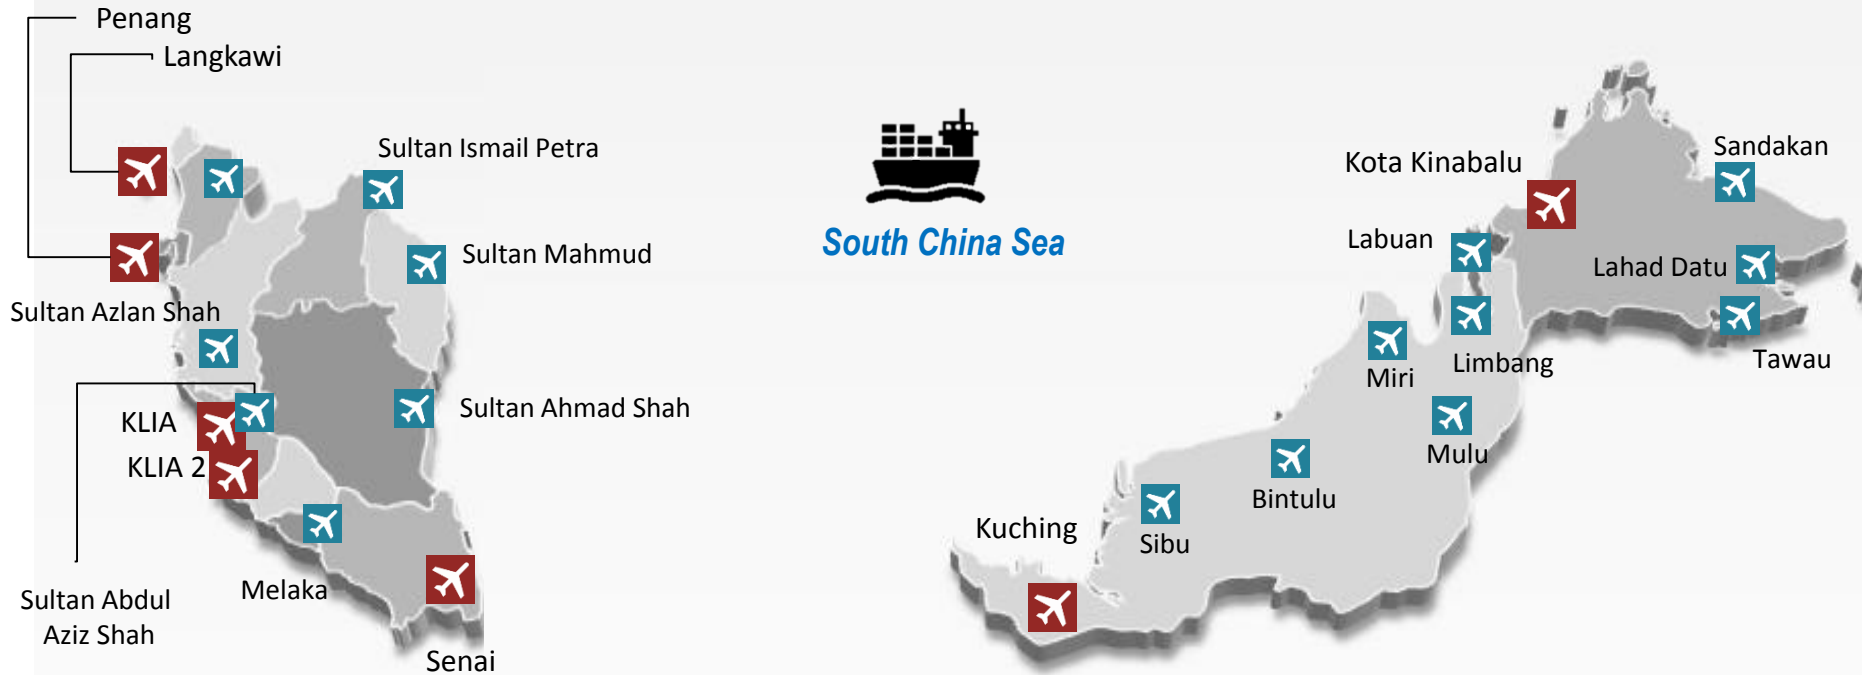 Penang
Langkawi
Sultan Ismail Petra
Sultan Mahmud
Sultan Azlan Shah
Sultan Ahmad Shah
KLIA
KLIA 2
Sultan Abdul
Aziz Shah
Melaka
Senai
South China Sea
Kota Kinabalu
Sandakan
Labuan
Lahad Datu
Miri
Limbang
Tawau
Mulu
Bintulu
Kuching
Sibu